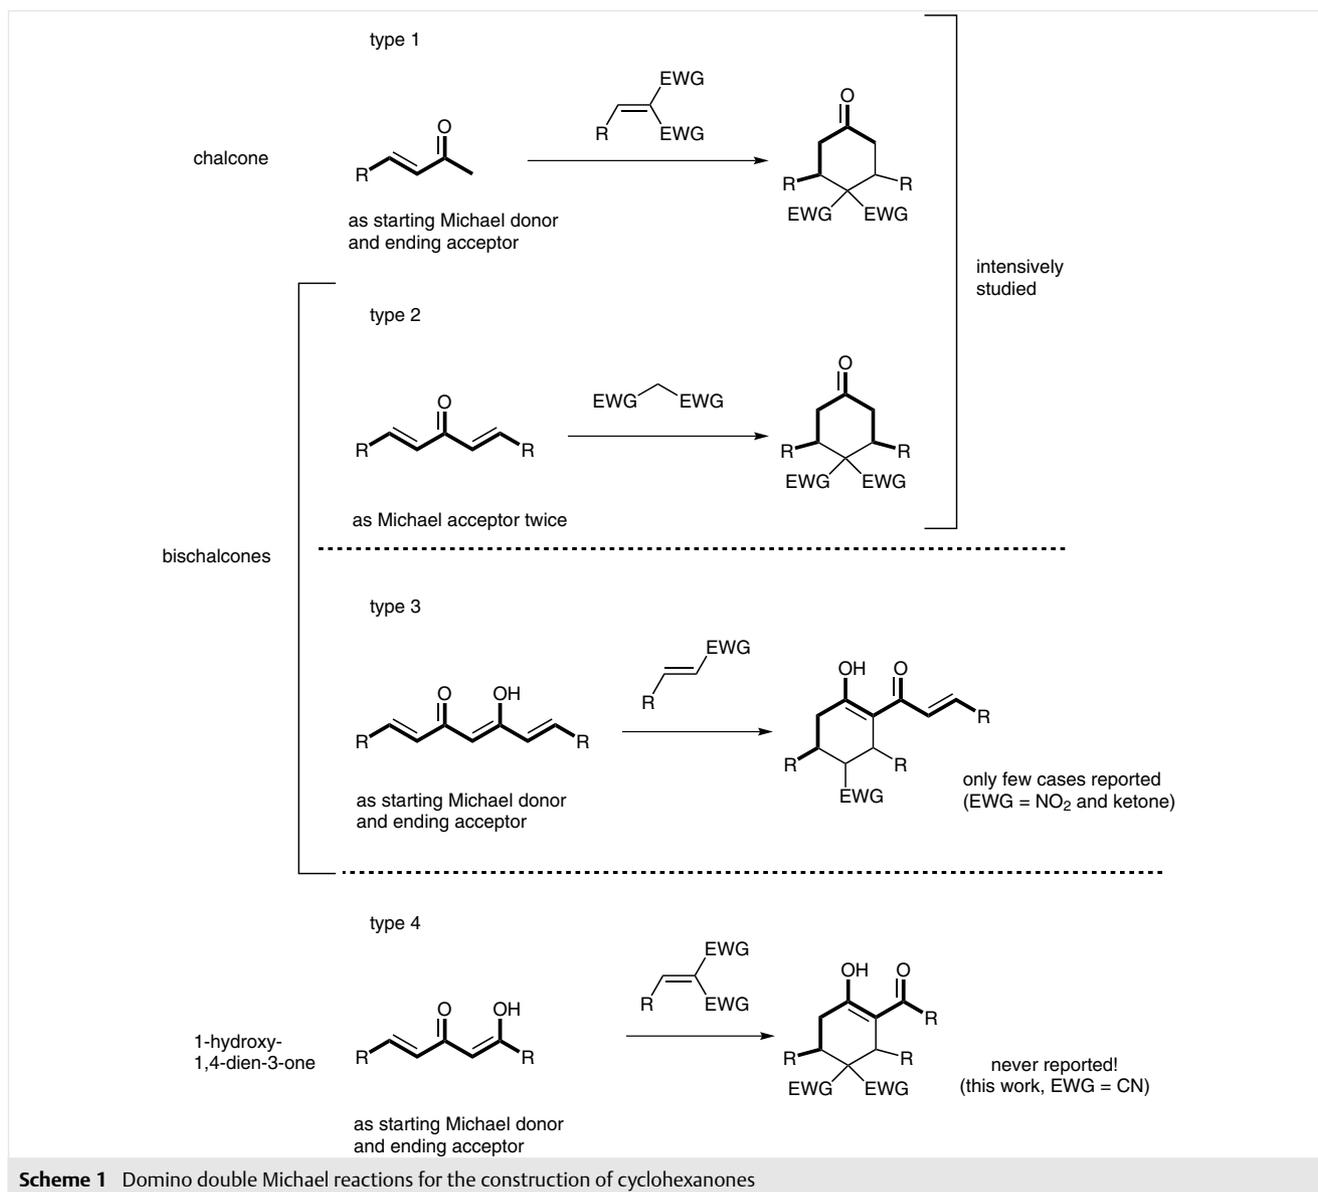 type 1
EWG
R
EWG
O
R
O
R
R
EWG
EWG
chalcone
as starting Michael donor
and ending acceptor
intensively
studied
type 2
EWG
EWG
O
R
R
O
R
R
EWG
EWG
as Michael acceptor twice
bischalcones
type 3
EWG
R
O
OH
R
R
OH
O
R
R
R
EWG
as starting Michael donor
and ending acceptor
only few cases reported
(EWG = NO2 and ketone)
type 4
EWG
R
EWG
O
OH
R
R
OH
O
R
R
R
EWG
EWG
1-hydroxy-
1,4-dien-3-one
never reported!
(this work, EWG = CN)
as starting Michael donor
and ending acceptor
Scheme 1 Domino double Michael reactions for the construction of cyclohexanones